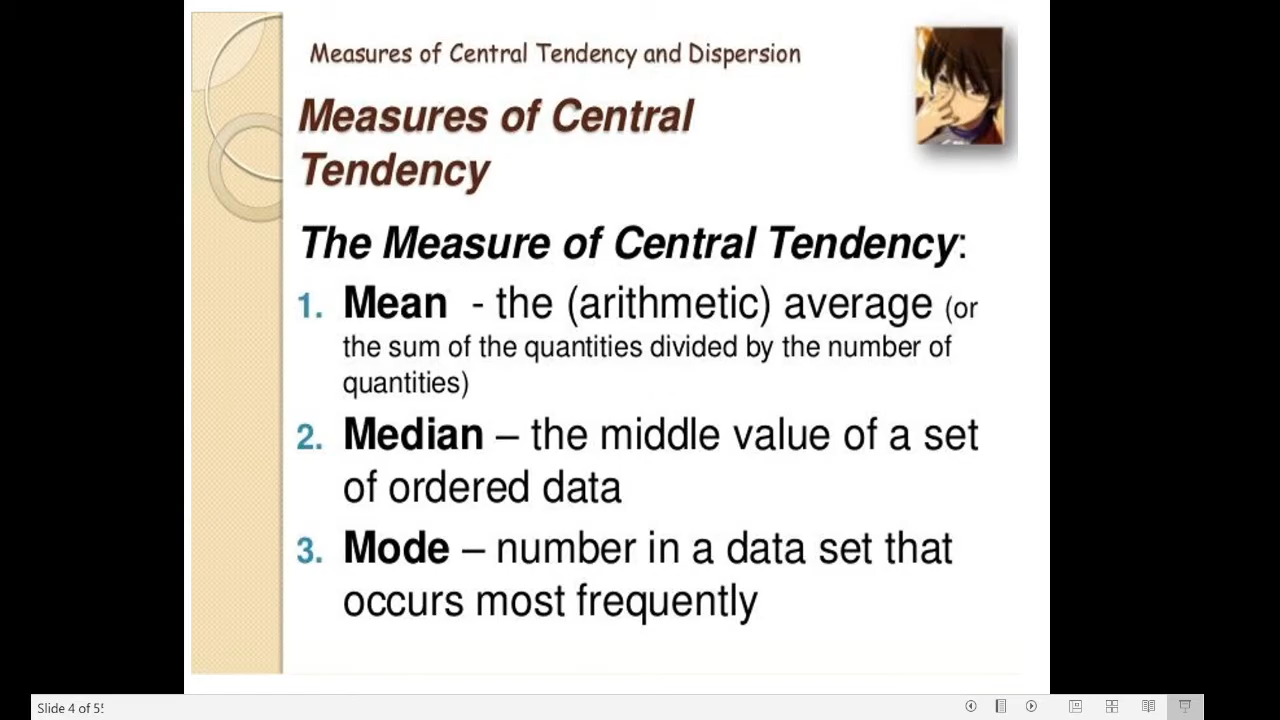 Measures of Central Tendency and Dispersion
Measures of Central
Tendency
The Measure of Central Tendency:
1. Mean - the (arithmetic) average (or
the sum of the quantities divided by the number of
quantities)
2. Median – the middle value of a set
of ordered data
3. Mode – number in a data set that
occurs most frequently
Slide 4 of